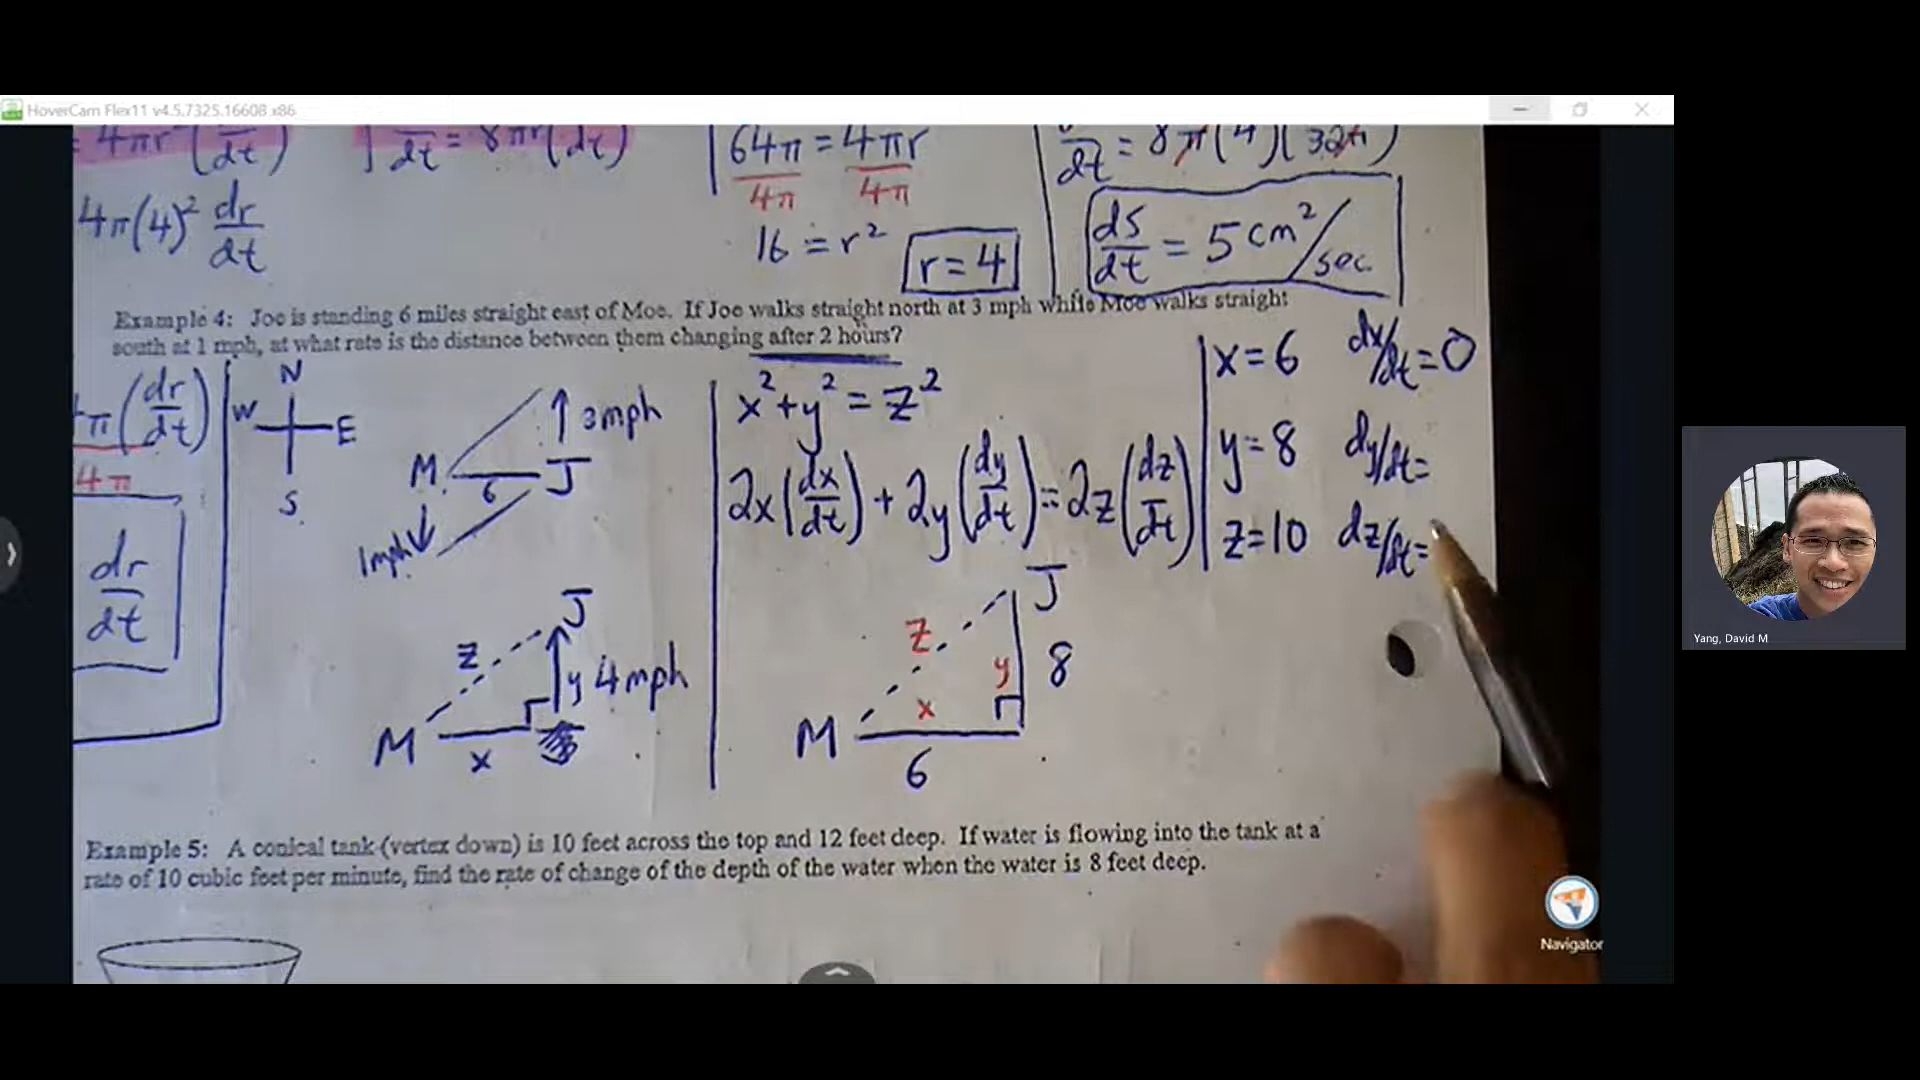 HoverCam Flex11 v4.5.7325.16608 x86
= 4πr² (dr/dt)
dt = 8πr (dt)
64π = 4πr
4π 4π
dt = 8π(4)(32π)
4π(4)² dr/dt
16 = r²
r = 4
dS/dt = 5 cm²/sec.
Example 4: Joe is standing 6 miles straight east of Moe. If Joe walks straight north at 3 mph while Moe walks straight
south at 1 mph, at what rate is the distance between them changing after 2 hours?
π (dr/dt)
4π
dr/dt
N
W E
S
3mph
M J
6
1mph
J
z
y 4mph
M
x
x² + y² = z²
2x(dx/dt) + 2y(dy/dt) = 2z(dz/dt)
x = 6 dx/dt = 0
y = 8 dy/dt =
z = 10 dz/dt =
J
z
y 8
x
M
6
Example 5: A conical tank (vertex down) is 10 feet across the top and 12 feet deep. If water is flowing into the tank at a
rate of 10 cubic feet per minute, find the rate of change of the depth of the water when the water is 8 feet deep.
Navigator
Yang, David M